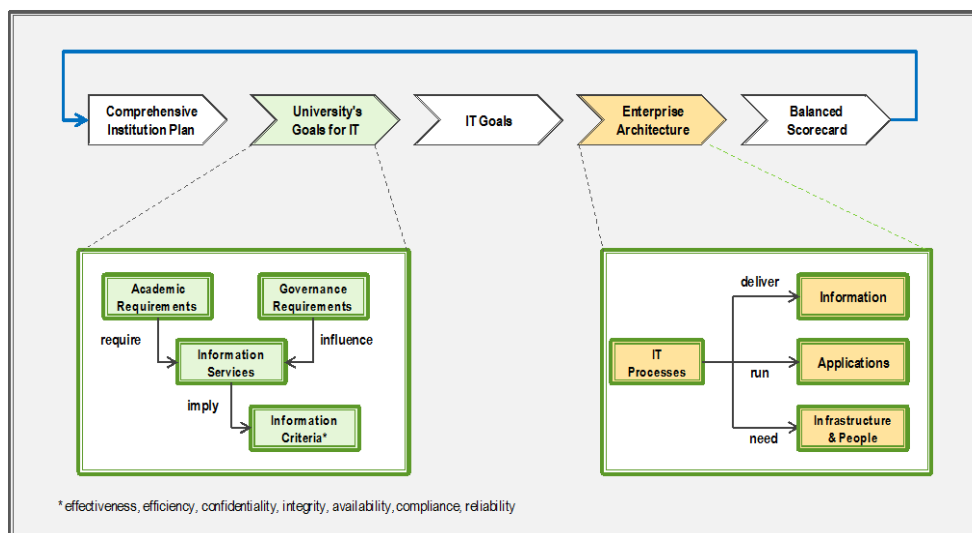 Comprehensive
Institution Plan
University's
Goals for IT
IT Goals
Enterprise
Architecture
Balanced
Scorecard
Academic
Requirements
Governance
Requirements
require
influence
Information
Services
imply
Information
Criteria*
deliver
Information
IT
Processes
run
Applications
need
Infrastructure
& People
* effectiveness, efficiency, confidentiality, integrity, availability, compliance, reliability